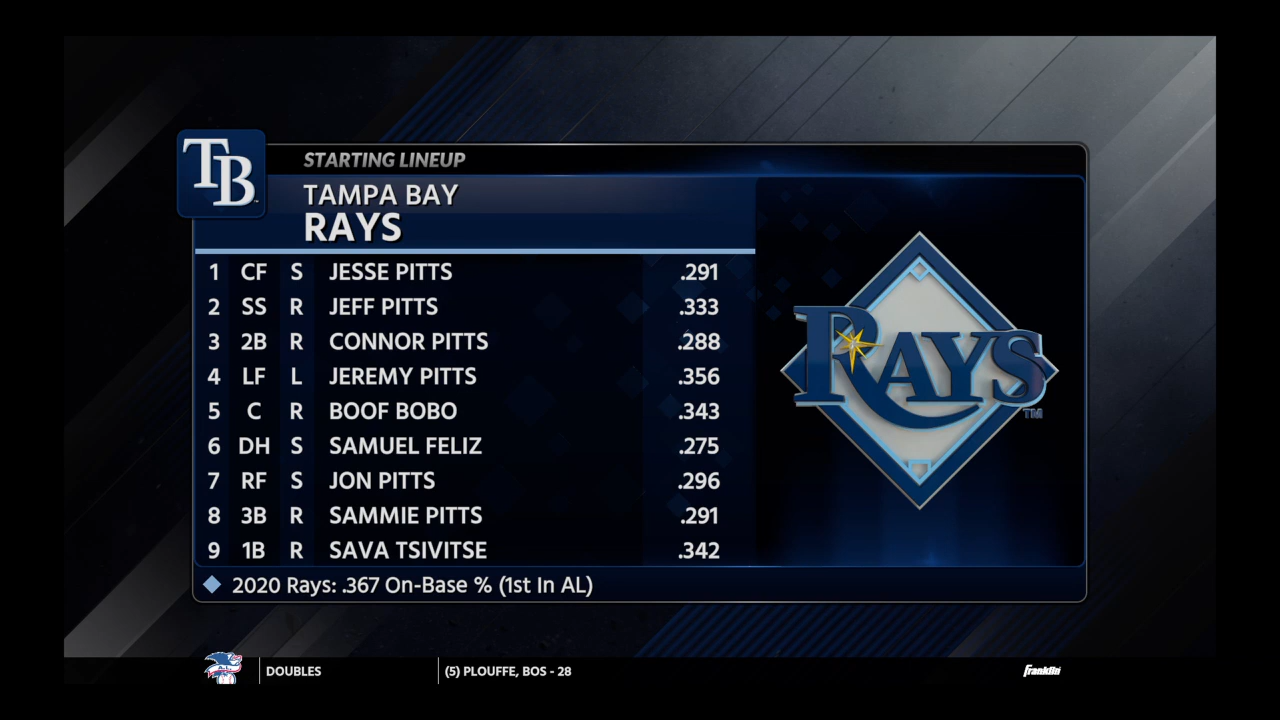 TB
STARTING LINEUP
TAMPA BAY
RAYS
1 CF S JESSE PITTS .291
2 SS R JEFF PITTS .333
3 2B R CONNOR PITTS .288
4 LF L JEREMY PITTS .356
5 C R BOOF BOBO .343
6 DH S SAMUEL FELIZ .275
7 RF S JON PITTS .296
8 3B R SAMMIE PITTS .291
9 1B R SAVA TSIVITSE .342
RAYS
TM
2020 Rays: .367 On-Base % (1st In AL)
DOUBLES (5) PLOUFFE, BOS - 28 Franklin